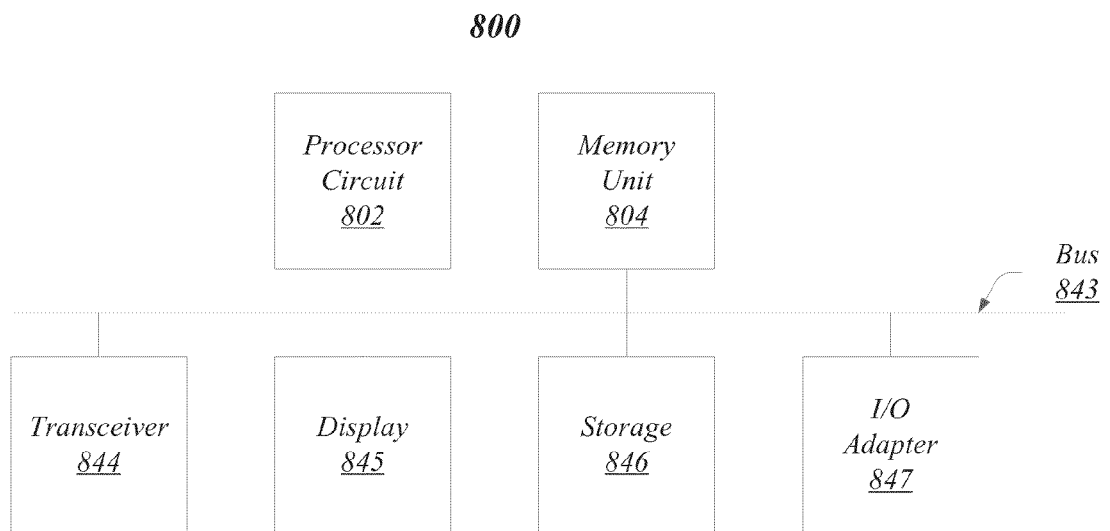 800
Processor
Circuit
802
Memory
Unit
804
Bus
843
Transceiver
844
Display
845
Storage
846
I/O
Adapter
847